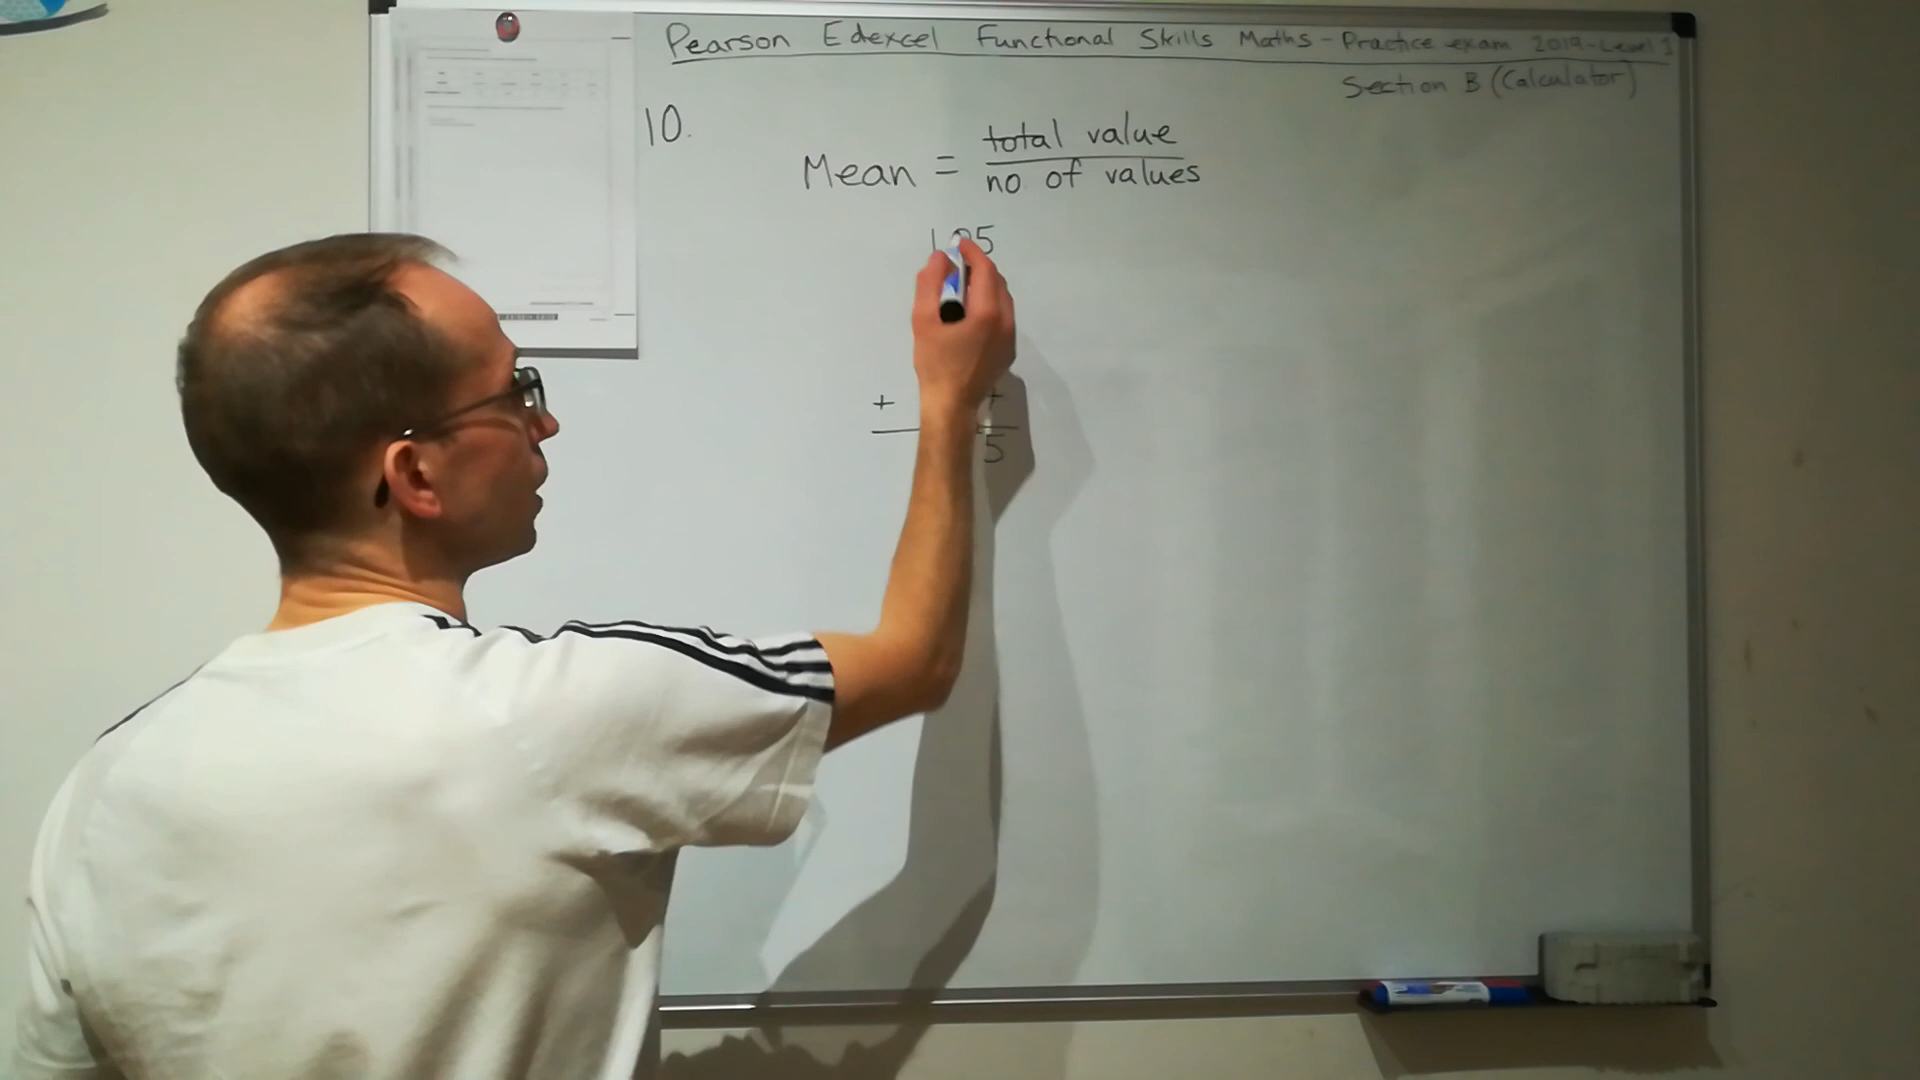 Pearson Edexcel Functional Skills Maths - Practice exam 2019 - Level 1
Section B (Calculator)
10.
Mean = total value
no of values
5
+
5